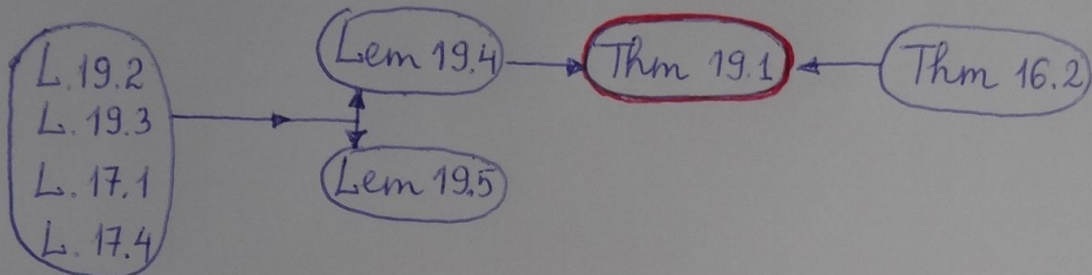 L.19.2
L. 19.3
L. 17.1
L. 17.4
Lem 19.4
Lem 19.5
Thm 19.1
Thm 16.2